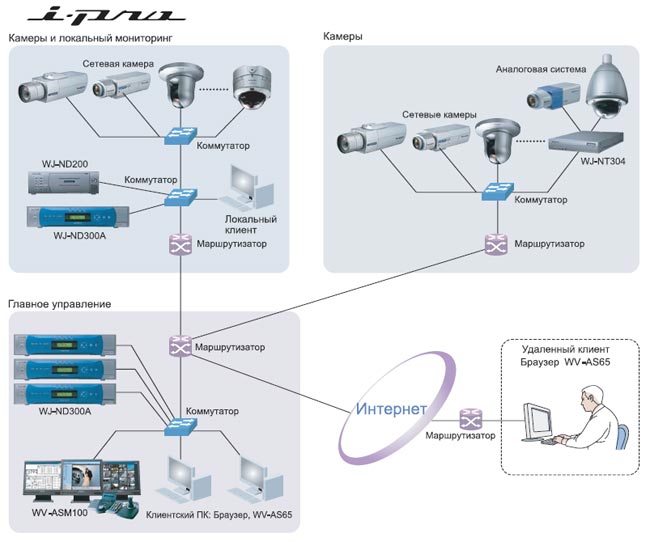 i-pro
Камеры и локальный мониторинг
Сетевая камера
Коммутатор
WJ-ND200
Коммутатор
WJ-ND300A
Локальный
клиент
Маршрутизатор
Камеры
Аналоговая система
Сетевые камеры
WJ-NT304
Коммутатор
Маршрутизатор
Главное управление
Маршрутизатор
WJ-ND300A
Коммутатор
WV-ASM100
Клиентский ПК: Браузер, WV-AS65
Интернет
Маршрутизатор
Удаленный клиент
Браузер WV-AS65